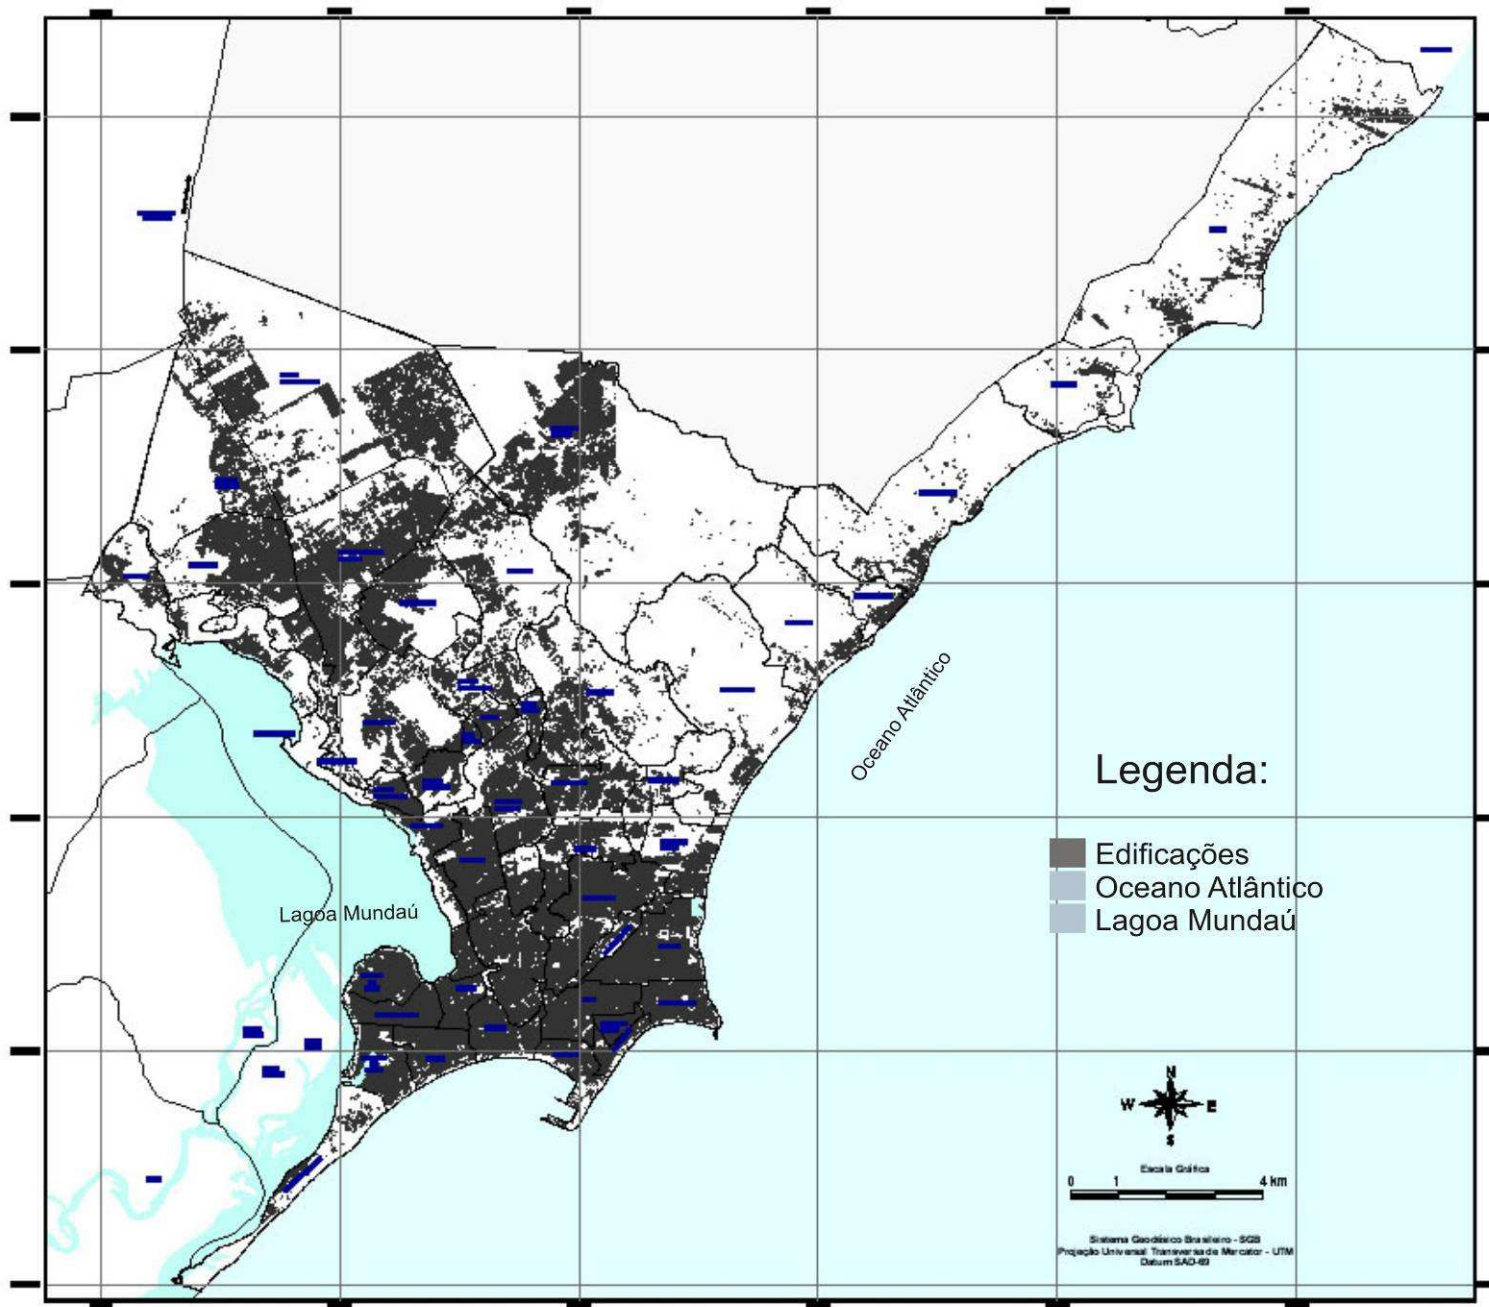 Oceano Atlântico
Legenda:
Edificações
Oceano Atlântico
Lagoa Mundaú
Lagoa Mundaú
N
W E
S
Escala Gráfica
0 1 4 km
Sistema Geodésico Brasileiro - SGB
Projeção Universal Transversa de Mercator - UTM
Datum SAD-69